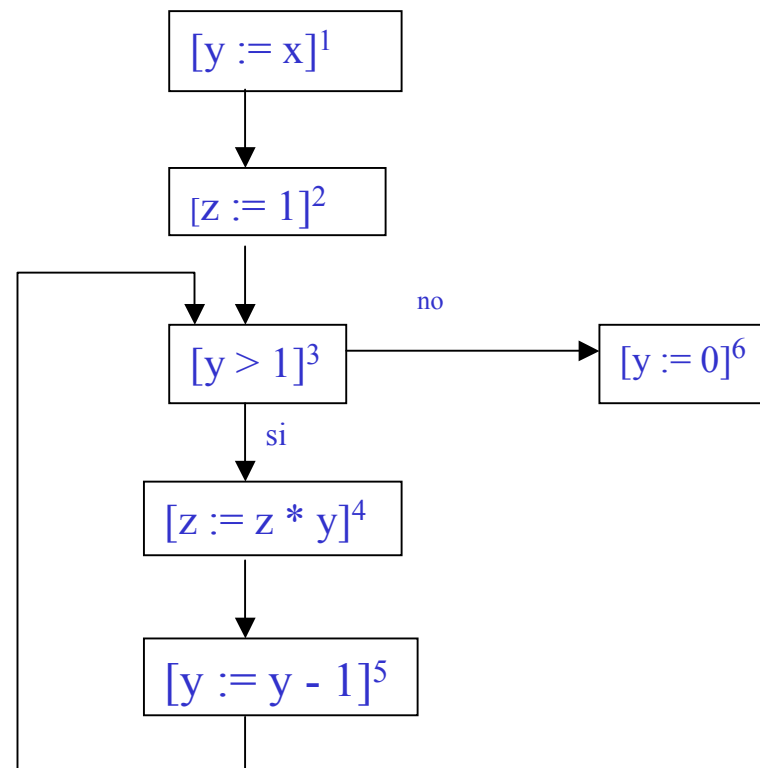 [y := x]¹
[z := 1]²
no
[y > 1]³
[y := 0]⁶
si
[z := z * y]⁴
[y := y - 1]⁵